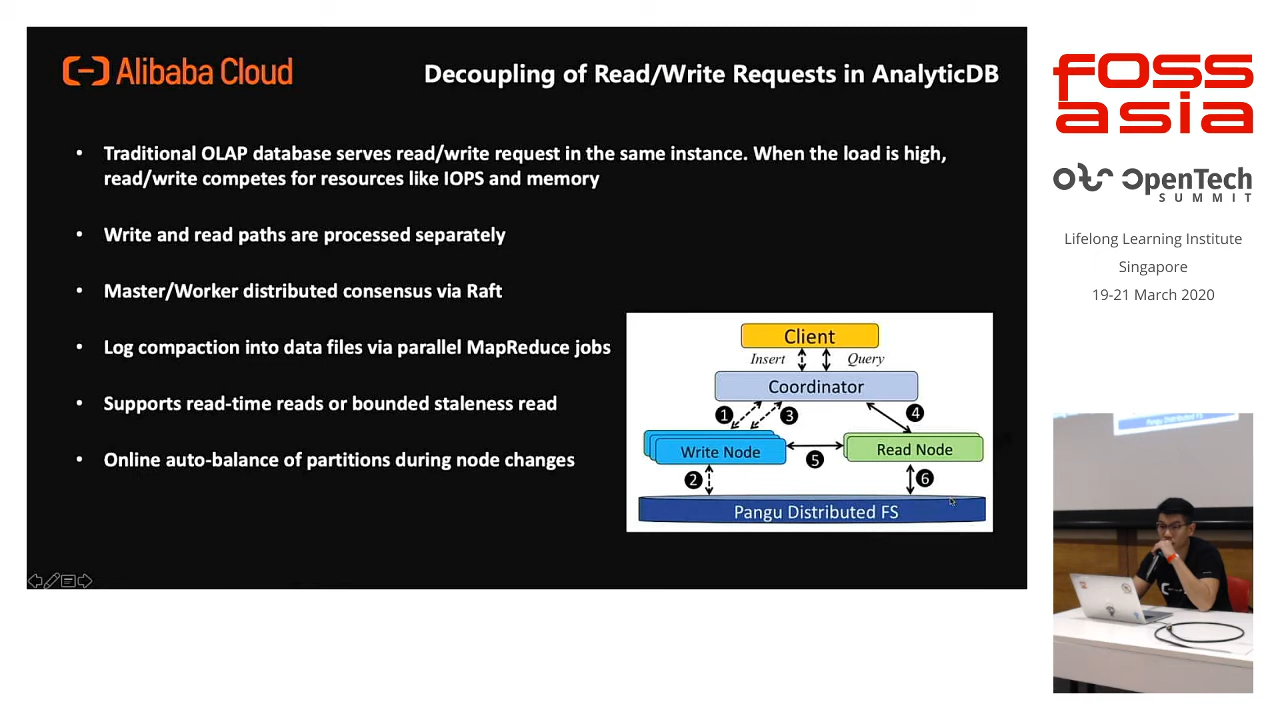 Alibaba Cloud
Decoupling of Read/Write Requests in AnalyticDB
• Traditional OLAP database serves read/write request in the same instance. When the load is high,
read/write competes for resources like IOPS and memory
• Write and read paths are processed separately
• Master/Worker distributed consensus via Raft
• Log compaction into data files via parallel MapReduce jobs
• Supports read-time reads or bounded staleness read
• Online auto-balance of partitions during node changes
Client
Insert
Query
Coordinator
1
3
4
Write Node
5
Read Node
2
6
Pangu Distributed FS
FOSS
asia
OpenTech
SUMMIT
Lifelong Learning Institute
Singapore
19-21 March 2020
Pangu Distributed FS